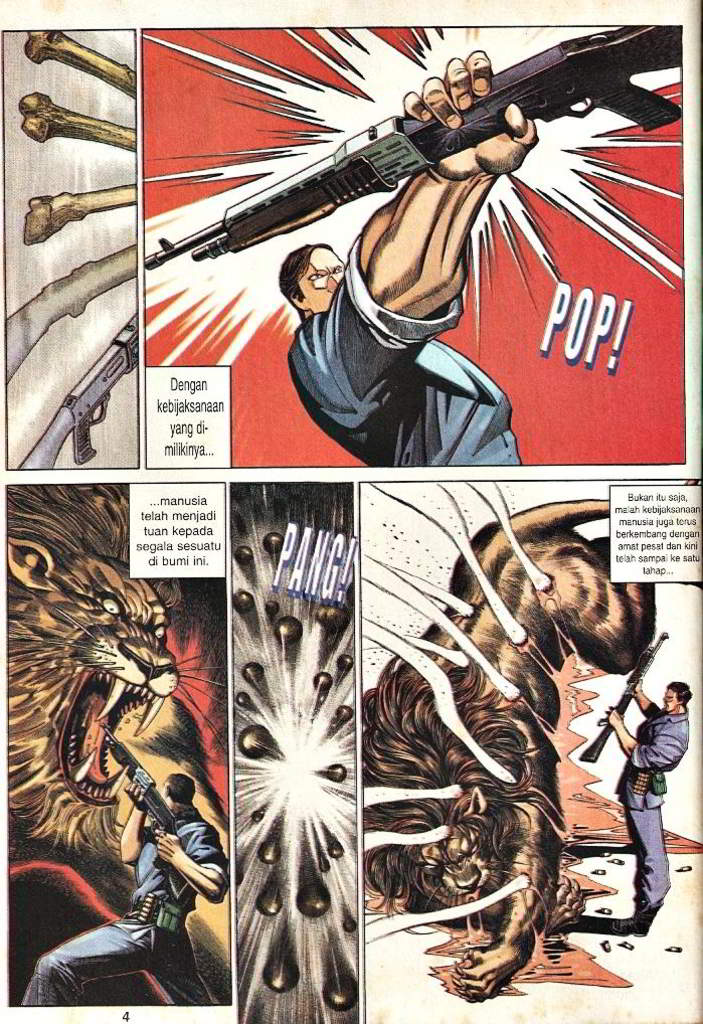 Dengan
kebijaksanaan
yang di-
milikinya...
POP!
...manusia
telah menjadi
tuan kepada
segala sesuatu
di bumi ini.
PANG!
Bukan itu saja,
malah kebijaksanaan
manusia juga terus
berkembang dengan
amat pesat dan kini
telah sampai ke satu
tahap...
4